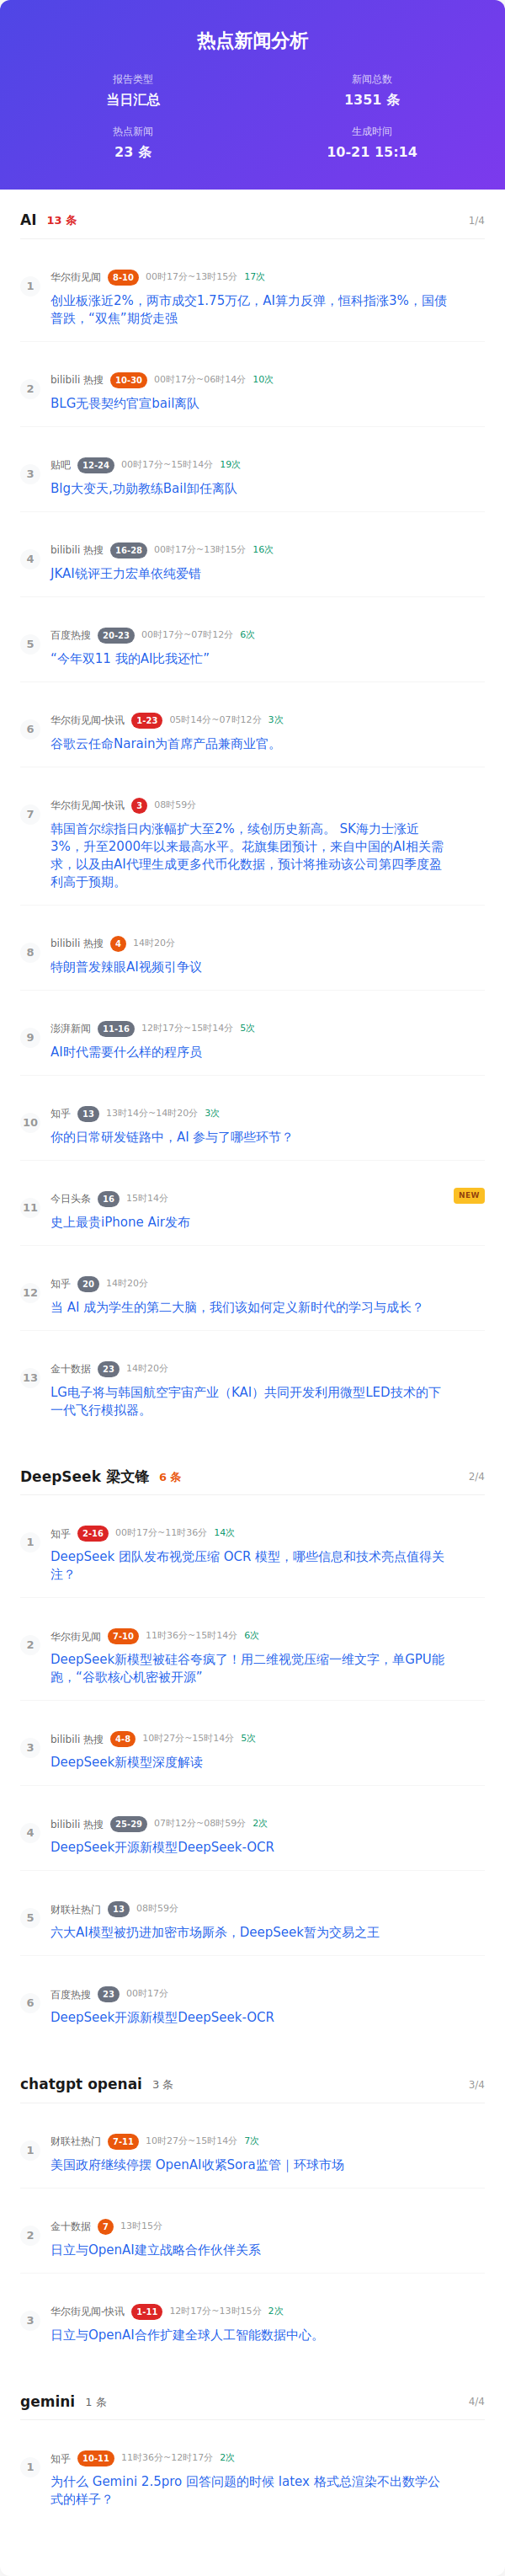 热点新闻分析
报告类型
当日汇总
新闻总数
1351 条
热点新闻
23 条
生成时间
10-21 15:14
AI 13 条 1/4
1
华尔街见闻 8-10 00时17分~13时15分 17次
创业板涨近2%，两市成交1.75万亿，AI算力反弹，恒科指涨3%，国债
普跌，“双焦”期货走强
2
bilibili 热搜 10-30 00时17分~06时14分 10次
BLG无畏契约官宣bail离队
3
贴吧 12-24 00时17分~15时14分 19次
Blg大变天,功勋教练Bail卸任离队
4
bilibili 热搜 16-28 00时17分~13时15分 16次
JKAI锐评王力宏单依纯爱错
5
百度热搜 20-23 00时17分~07时12分 6次
“今年双11 我的AI比我还忙”
6
华尔街见闻-快讯 1-23 05时14分~07时12分 3次
谷歌云任命Narain为首席产品兼商业官。
7
华尔街见闻-快讯 3 08时59分
韩国首尔综指日内涨幅扩大至2%，续创历史新高。 SK海力士涨近
3%，升至2000年以来最高水平。花旗集团预计，来自中国的AI相关需
求，以及由AI代理生成更多代币化数据，预计将推动该公司第四季度盈
利高于预期。
8
bilibili 热搜 4 14时20分
特朗普发辣眼AI视频引争议
9
澎湃新闻 11-16 12时17分~15时14分 5次
AI时代需要什么样的程序员
10
知乎 13 13时14分~14时20分 3次
你的日常研发链路中，AI 参与了哪些环节？
11
今日头条 16 15时14分 NEW
史上最贵iPhone Air发布
12
知乎 20 14时20分
当 AI 成为学生的第二大脑，我们该如何定义新时代的学习与成长？
13
金十数据 23 14时20分
LG电子将与韩国航空宇宙产业（KAI）共同开发利用微型LED技术的下
一代飞行模拟器。
DeepSeek 梁文锋 6 条 2/4
1
知乎 2-16 00时17分~11时36分 14次
DeepSeek 团队发布视觉压缩 OCR 模型，哪些信息和技术亮点值得关
注？
2
华尔街见闻 7-10 11时36分~15时14分 6次
DeepSeek新模型被硅谷夸疯了！用二维视觉压缩一维文字，单GPU能
跑，“谷歌核心机密被开源”
3
bilibili 热搜 4-8 10时27分~15时14分 5次
DeepSeek新模型深度解读
4
bilibili 热搜 25-29 07时12分~08时59分 2次
DeepSeek开源新模型DeepSeek-OCR
5
财联社热门 13 08时59分
六大AI模型被扔进加密市场厮杀，DeepSeek暂为交易之王
6
百度热搜 23 00时17分
DeepSeek开源新模型DeepSeek-OCR
chatgpt openai 3 条 3/4
1
财联社热门 7-11 10时27分~15时14分 7次
美国政府继续停摆 OpenAI收紧Sora监管｜环球市场
2
金十数据 7 13时15分
日立与OpenAI建立战略合作伙伴关系
3
华尔街见闻-快讯 1-11 12时17分~13时15分 2次
日立与OpenAI合作扩建全球人工智能数据中心。
gemini 1 条 4/4
1
知乎 10-11 11时36分~12时17分 2次
为什么 Gemini 2.5pro 回答问题的时候 latex 格式总渲染不出数学公
式的样子？